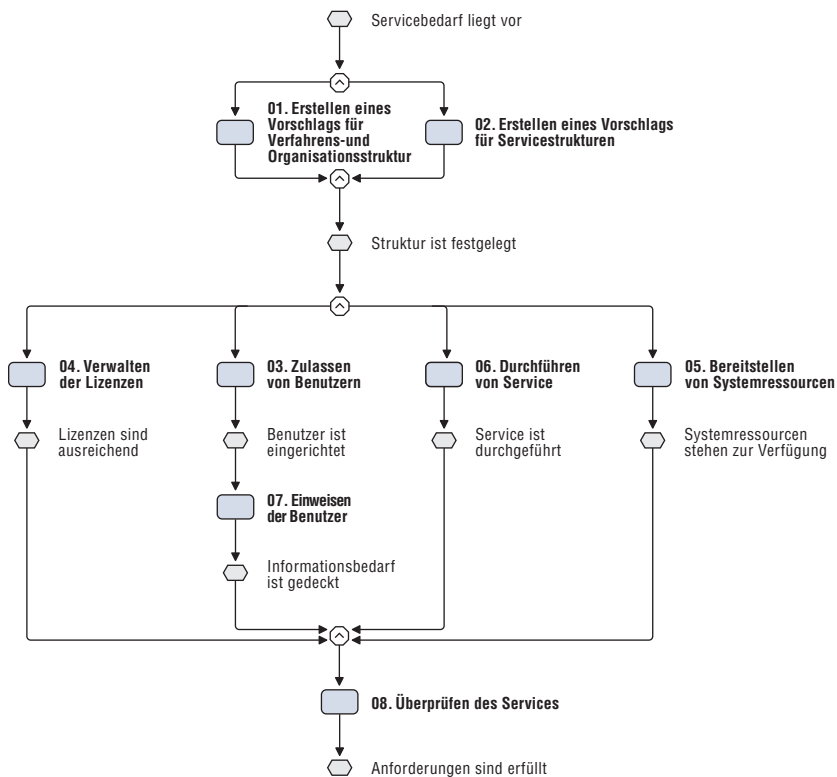 Servicebedarf liegt vor
01. Erstellen eines
Vorschlags für
Verfahrens-und
Organisationsstruktur
02. Erstellen eines Vorschlags
für Servicestrukturen
Struktur ist festgelegt
04. Verwalten
der Lizenzen
03. Zulassen
von Benutzern
06. Durchführen
von Service
05. Bereitstellen
von Systemressourcen
Lizenzen sind
ausreichend
Benutzer ist
eingerichtet
Service ist
durchgeführt
Systemressourcen
stehen zur Verfügung
07. Einweisen
der Benutzer
Informationsbedarf
ist gedeckt
08. Überprüfen des Services
Anforderungen sind erfüllt